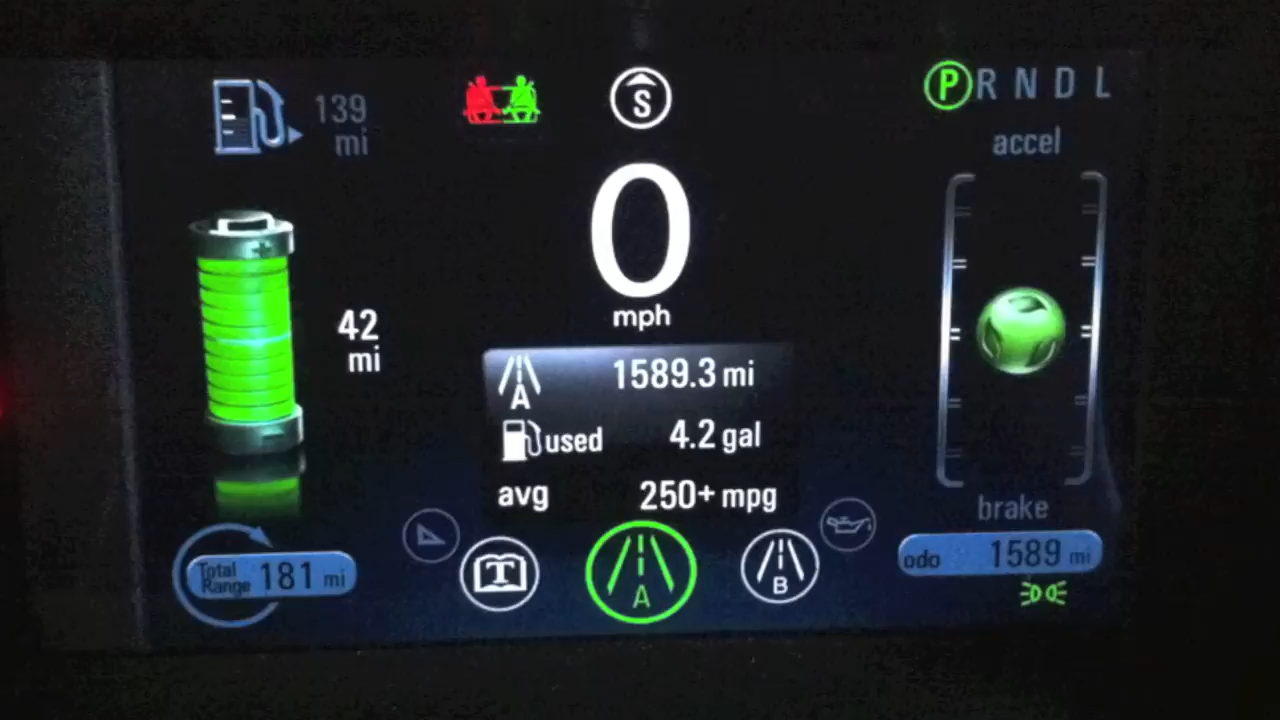 139 mi
S
P R N D L
accel
0
mph
42 mi
A 1589.3 mi
used 4.2 gal
avg 250+ mpg
brake
Total Range 181 mi
T
A
B
odo 1589 mi